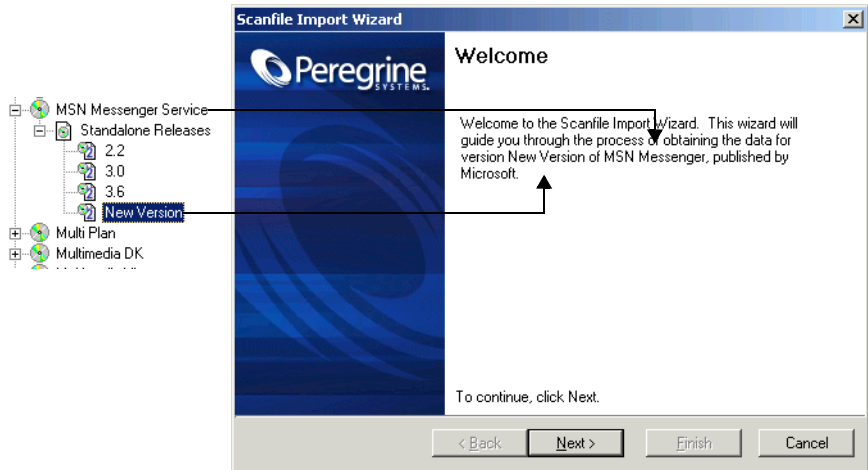 Scanfile Import Wizard
Peregrine
SYSTEMS.
Welcome
Welcome to the Scanfile Import Wizard. This wizard will
guide you through the process of obtaining the data for
version New Version of MSN Messenger, published by
Microsoft.
To continue, click Next.
< Back
Next >
Finish
Cancel
MSN Messenger Service
Standalone Releases
2.2
3.0
3.6
New Version
Multi Plan
Multimedia DK